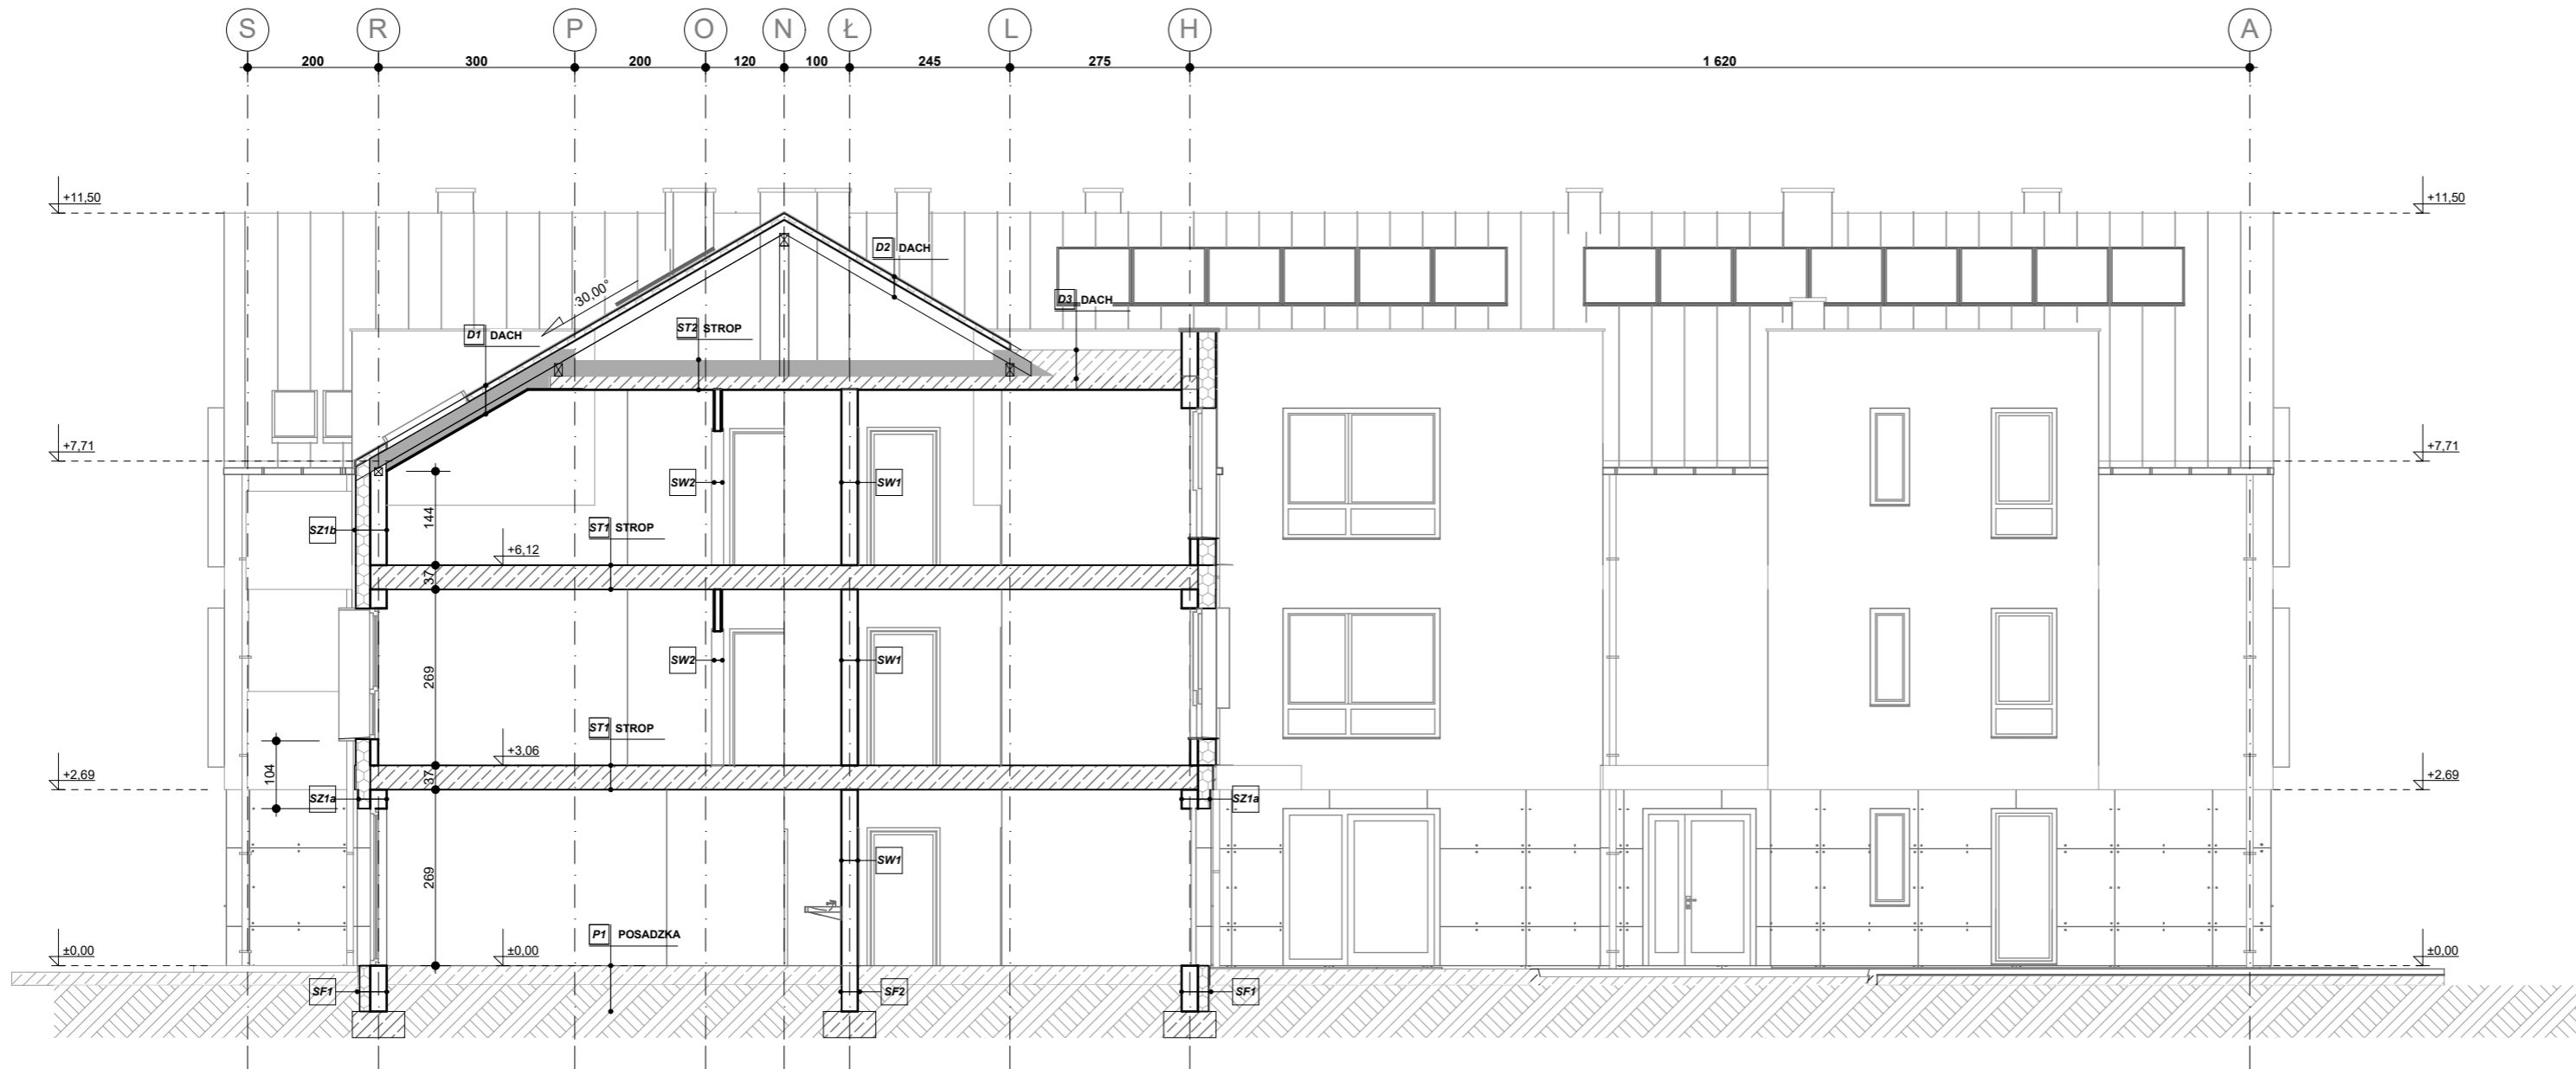 S R P O N Ł L H A
200 300 200 120 100 245 275 1 620
+11,50 +11,50
D2 DACH
30,00°
D3 DACH
D1 DACH
ST2 STROP
+7,71 +7,71
SW2 SW1
144
SZ1b
ST1 STROP
+6,12
37
SW2 SW1
269
ST1 STROP
+3,06
104
37
+2,69 +2,69
SZ1a SZ1a
SW1
269
P1 POSADZKA
±0,00 ±0,00 ±0,00
SF1 SF2 SF1